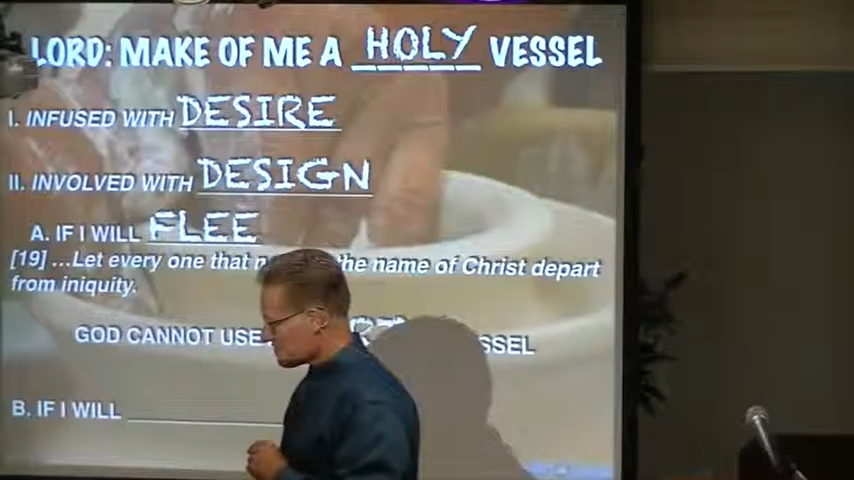 LORD: MAKE OF ME A HOLY VESSEL
I. INFUSED WITH DESIRE
II. INVOLVED WITH DESIGN
A. IF I WILL FLEE
[19] ...Let every one that the name of Christ depart
from iniquity.
GOD CANNOT USE VESSEL
B. IF I WILL